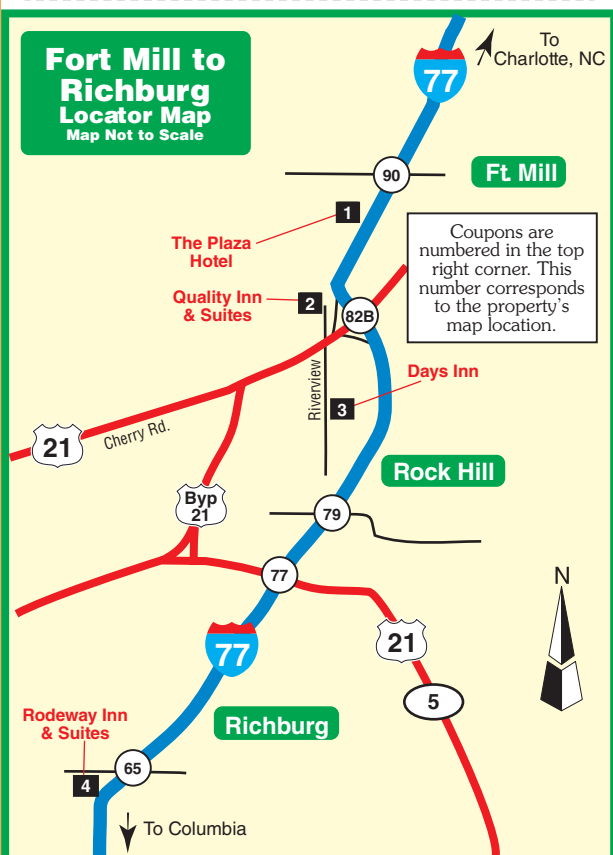 Fort Mill to
Richburg
Locator Map
Map Not to Scale
To
Charlotte, NC
77
90
Ft. Mill
1
The Plaza
Hotel
Coupons are
numbered in the top
right corner. This
number corresponds
to the property's
map location.
Quality Inn
& Suites
2
82B
Riverview
Days Inn
3
21
Cherry Rd.
Rock Hill
Byp
21
79
77
N
21
77
5
Rodeway Inn
& Suites
Richburg
65
4
To Columbia